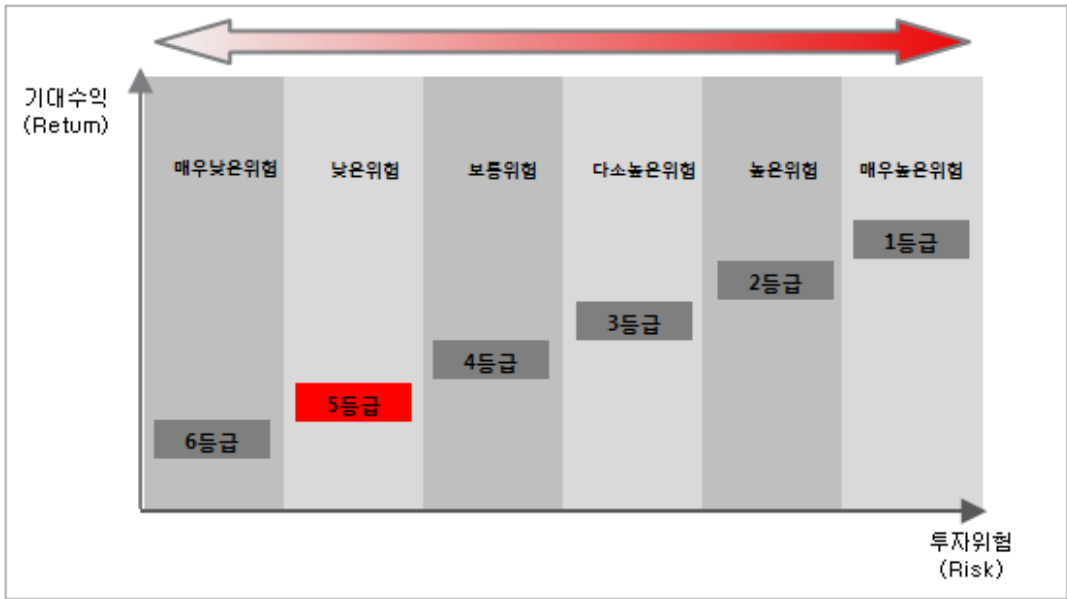 기대수익
(Return)
매우낮은위험
낮은위험
보통위험
다소높은위험
높은위험
매우높은위험
1등급
2등급
3등급
4등급
5등급
6등급
투자위험
(Risk)